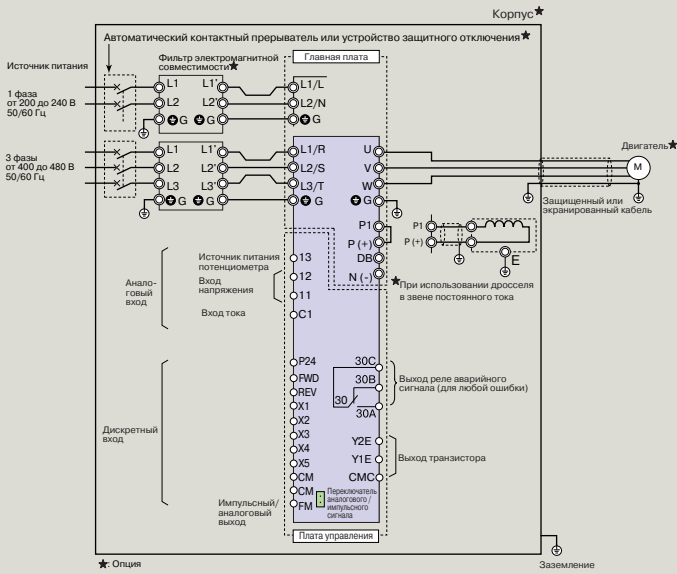 Корпус★
Автоматический контактный прерыватель или устройство защитного отключения★
Источник питания
Фильтр электромагнитной
совместимости★
Главная плата
1 фаза
от 200 до 240 В
50/60 Гц
L1 L1' L1/L
L2 L2' L2/N
G G G
3 фазы
от 400 до 480 В
50/60 Гц
L1 L1' L1/R U
L2 L2' L2/S V
L3 L3' L3/T W
G G G G
Двигатель★
M
Защищенный или
экранированный кабель
P1
P (+)
DB
N (-)
P1
P (+)
E
★При использовании дросселя
в звене постоянного тока
Источник питания
потенциометра
13
Анало-
говый
вход
Вход
напряжения
12
11
Вход тока
C1
Дискретный
вход
P24
FWD
REV
X1
X2
X3
X4
X5
CM
CM
FM
30C
30B
30
30A
Выход реле аварийного
сигнала (для любой ошибки)
Y2E
Y1E
CMC
Выход транзистора
Импульсный/
аналоговый
выход
Переключатель
аналогового /
импульсного
сигнала
Плата управления
★: Опция
Заземление